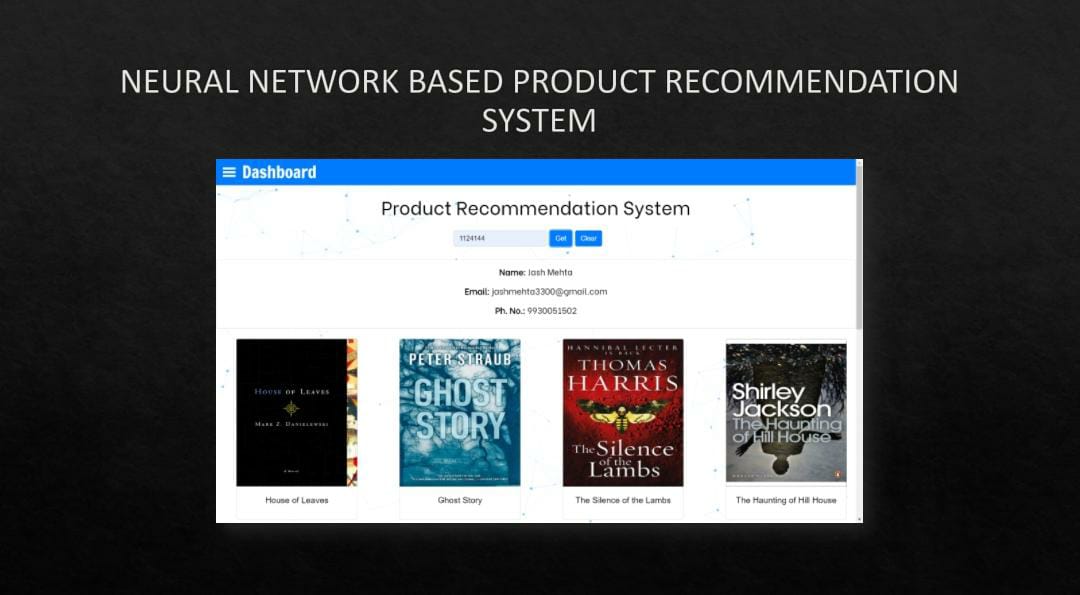 NEURAL NETWORK BASED PRODUCT RECOMMENDATION
SYSTEM
Dashboard
Product Recommendation System
1124144 Get Clear
Name: Jash Mehta
Email: jashmehta3300@gmail.com
Ph. No.: 9930051502
HOUSE OF LEAVES
MARK Z. DANIELEWSKI
A Novel
PETER STRAUB
GHOST
STORY
HANNIBAL LECTER
IS BACK
THOMAS
HARRIS
The Silence
of the
Lambs
Shirley
Jackson
The Haunting
of Hill House
House of Leaves
Ghost Story
The Silence of the Lambs
The Haunting of Hill House